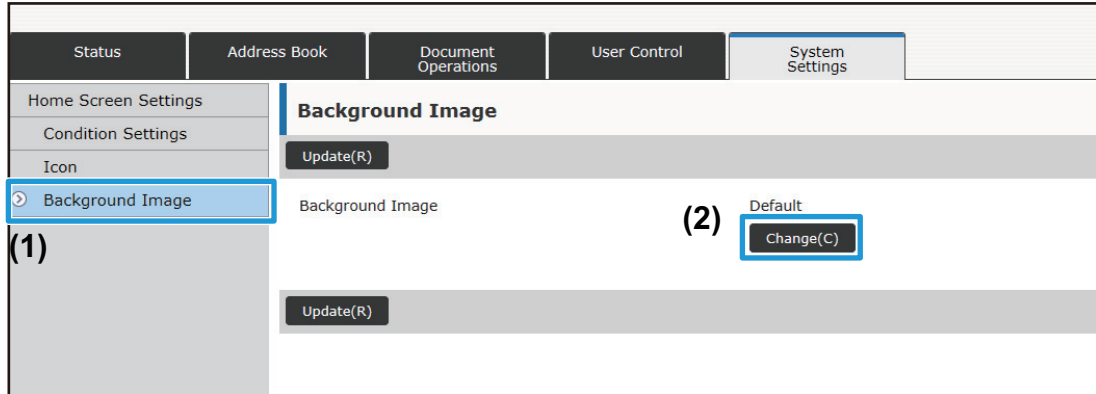 Status
Address Book
Document
Operations
User Control
System
Settings
Home Screen Settings
Condition Settings
Icon
Background Image
(1)
Background Image
Update(R)
Background Image
Default
(2)
Change(C)
Update(R)